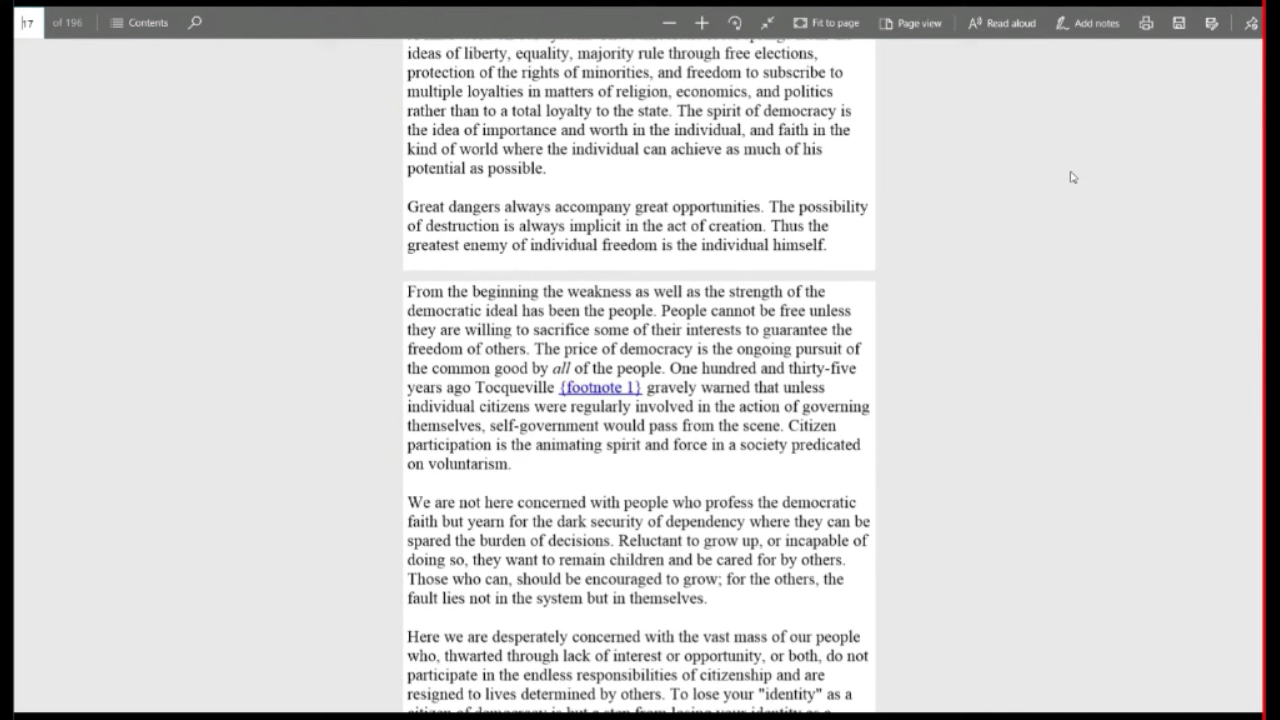 17 of 196 Contents Fit to page Page view Read aloud Add notes
ideas of liberty, equality, majority rule through free elections,
protection of the rights of minorities, and freedom to subscribe to
multiple loyalties in matters of religion, economics, and politics
rather than to a total loyalty to the state. The spirit of democracy is
the idea of importance and worth in the individual, and faith in the
kind of world where the individual can achieve as much of his
potential as possible.
Great dangers always accompany great opportunities. The possibility
of destruction is always implicit in the act of creation. Thus the
greatest enemy of individual freedom is the individual himself.
From the beginning the weakness as well as the strength of the
democratic ideal has been the people. People cannot be free unless
they are willing to sacrifice some of their interests to guarantee the
freedom of others. The price of democracy is the ongoing pursuit of
the common good by all of the people. One hundred and thirty-five
years ago Tocqueville {footnote 1} gravely warned that unless
individual citizens were regularly involved in the action of governing
themselves, self-government would pass from the scene. Citizen
participation is the animating spirit and force in a society predicated
on voluntarism.
We are not here concerned with people who profess the democratic
faith but yearn for the dark security of dependency where they can be
spared the burden of decisions. Reluctant to grow up, or incapable of
doing so, they want to remain children and be cared for by others.
Those who can, should be encouraged to grow; for the others, the
fault lies not in the system but in themselves.
Here we are desperately concerned with the vast mass of our people
who, thwarted through lack of interest or opportunity, or both, do not
participate in the endless responsibilities of citizenship and are
resigned to lives determined by others. To lose your "identity" as a
citizen of democracy is but a step from losing your identity as a